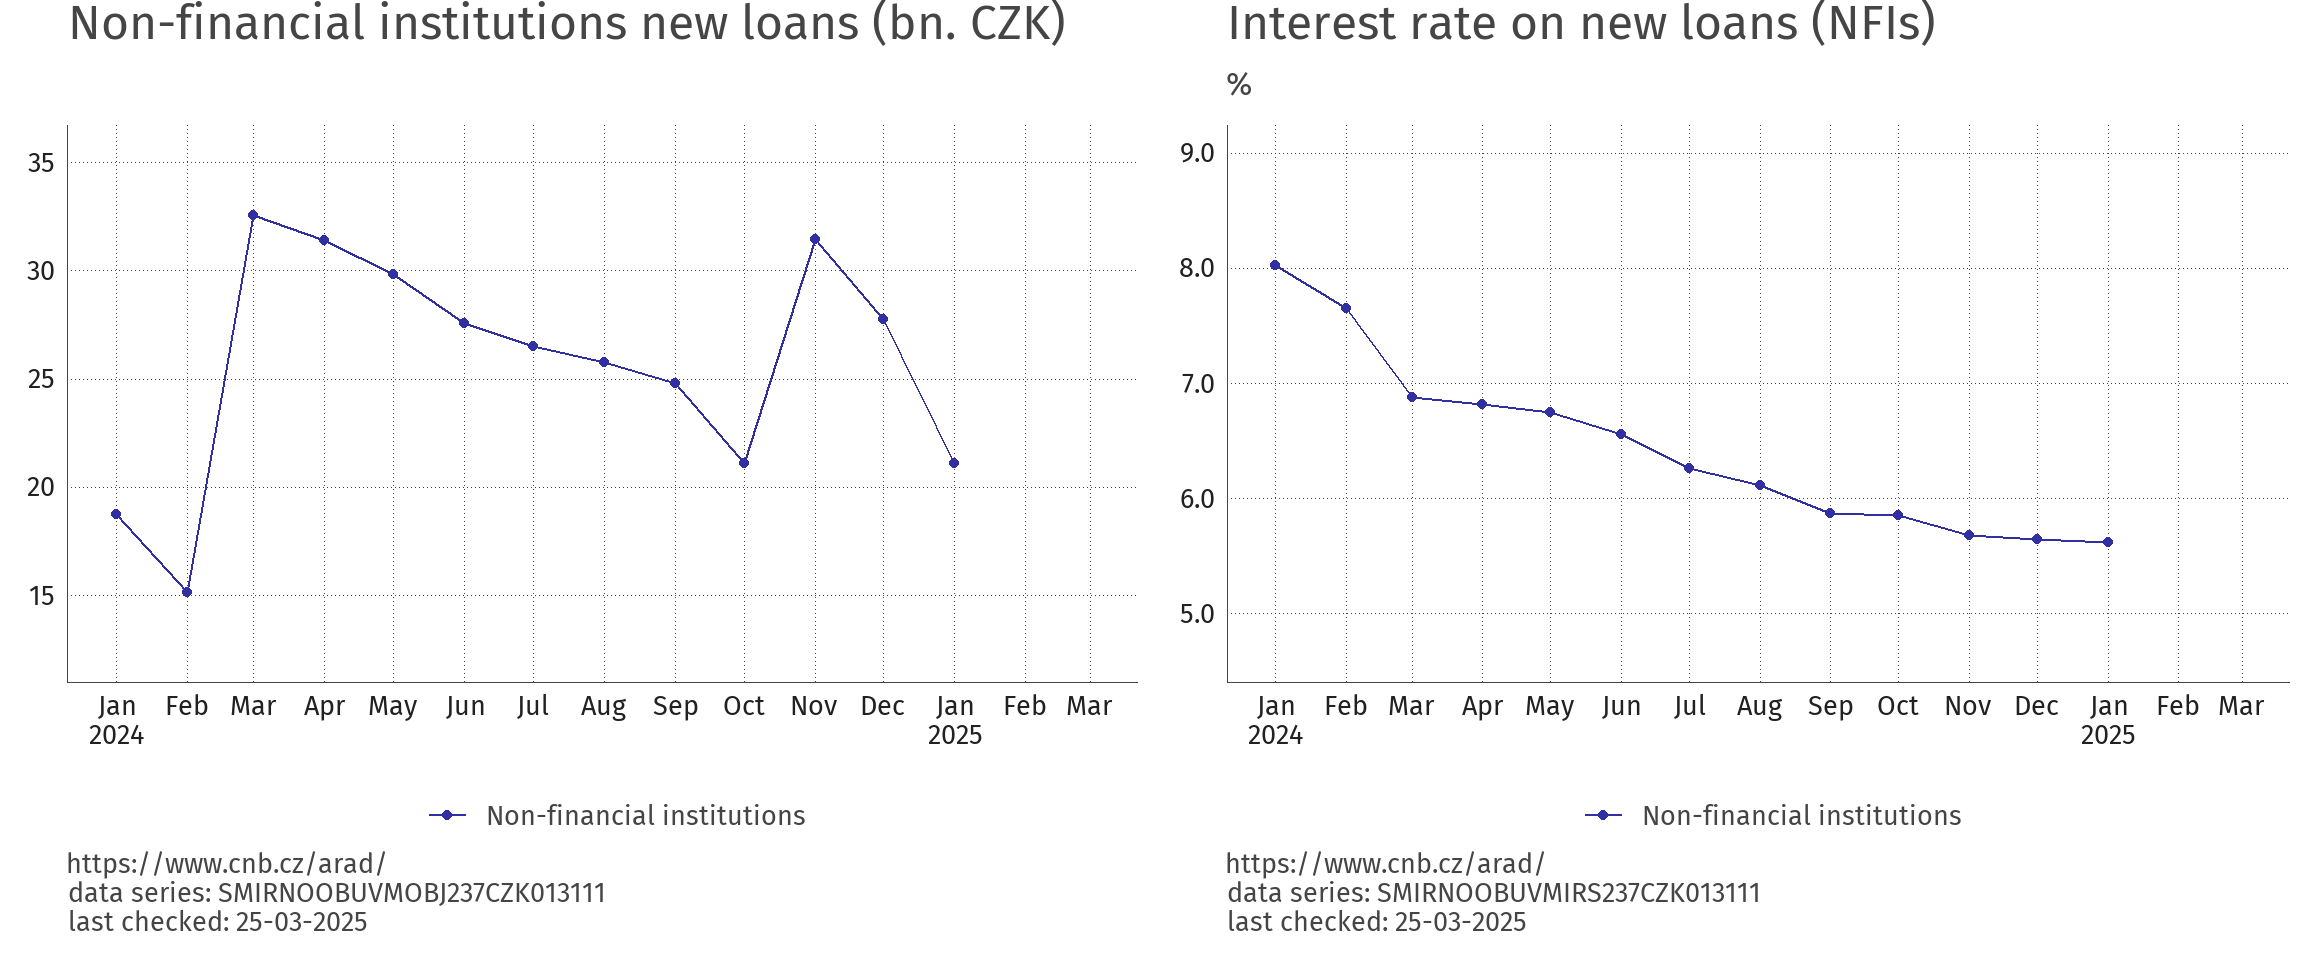 Non-financial institutions new loans (bn. CZK)
35
30
25
20
15
Jan Feb Mar Apr May Jun Jul Aug Sep Oct Nov Dec Jan Feb Mar
2024 2025
Non-financial institutions
https://www.cnb.cz/arad/
data series: SMIRNOOBUVMOBJ237CZK013111
last checked: 25-03-2025
Interest rate on new loans (NFIs)
%
9.0
8.0
7.0
6.0
5.0
Jan Feb Mar Apr May Jun Jul Aug Sep Oct Nov Dec Jan Feb Mar
2024 2025
Non-financial institutions
https://www.cnb.cz/arad/
data series: SMIRNOOBUVMIRS237CZK013111
last checked: 25-03-2025